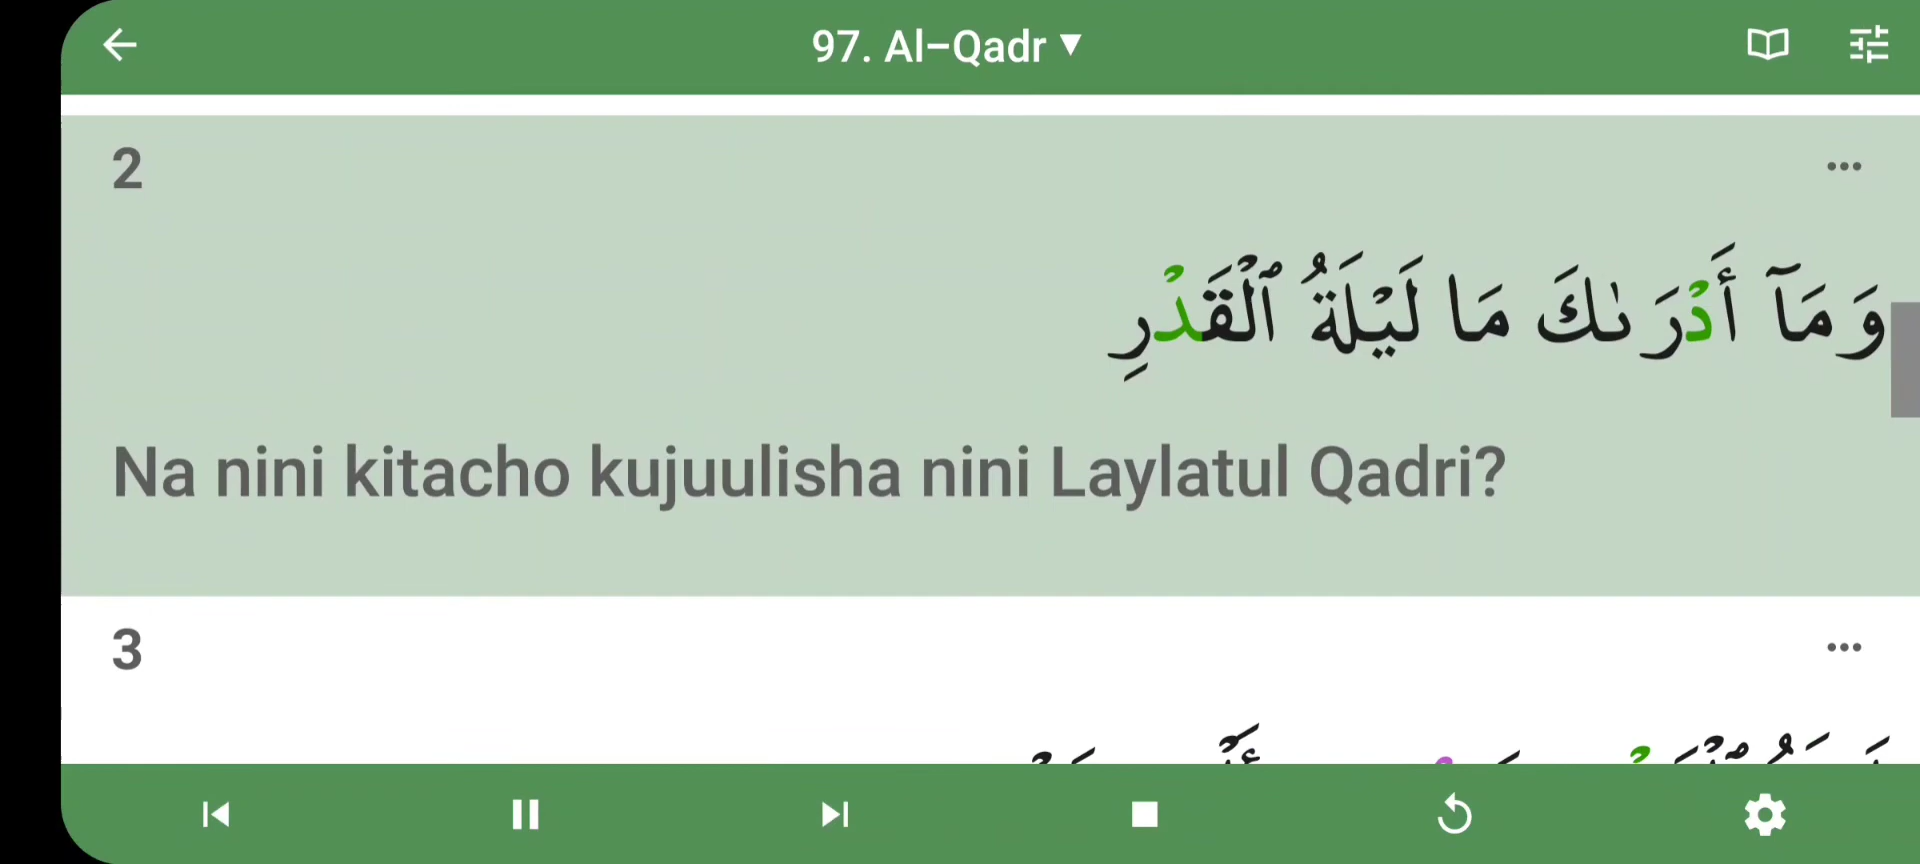 97. Al-Qadr ▼
2
وَمَآ أَدْرَىٰكَ مَا لَيْلَةُ ٱلْقَدْرِ
Na nini kitacho kujuulisha nini Laylatul Qadri?
3